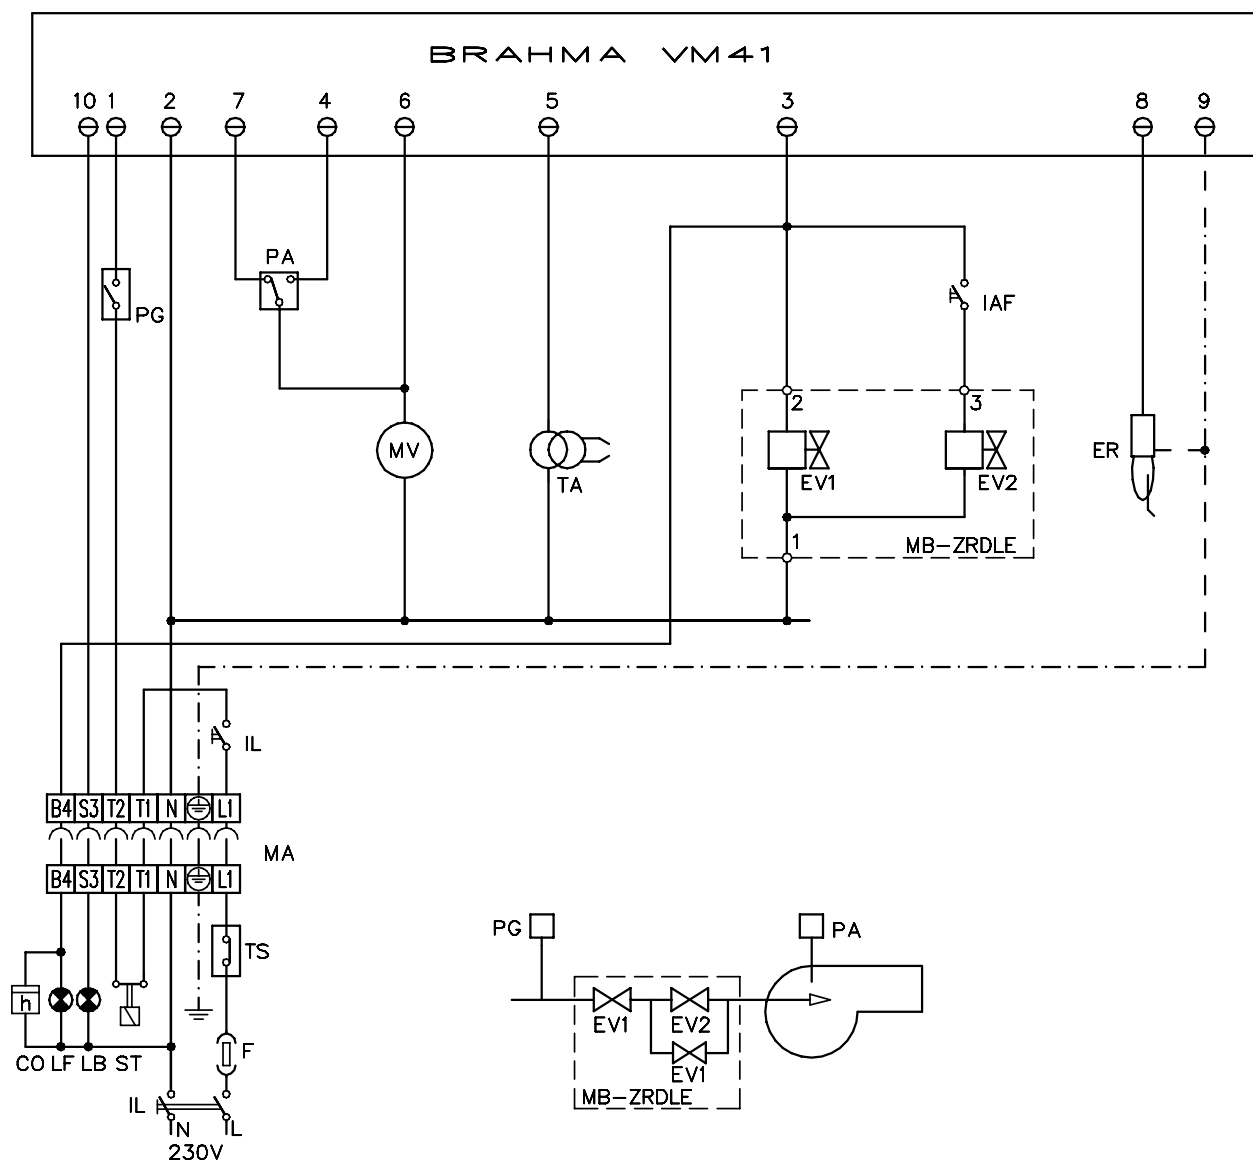 BRAHMA VM41
10 1 2 7 4 6 5 3 8 9
PA
PG
IAF
2 3
MV
TA
EV1
EV2
ER
1
MB-ZRDLE
IL
B4 S3 T2 T1 N L1
MA
B4 S3 T2 T1 N L1
TS
h
F
CO LF LB ST
IL
N L
230V
PG
PA
EV1 EV2
EV1
MB-ZRDLE